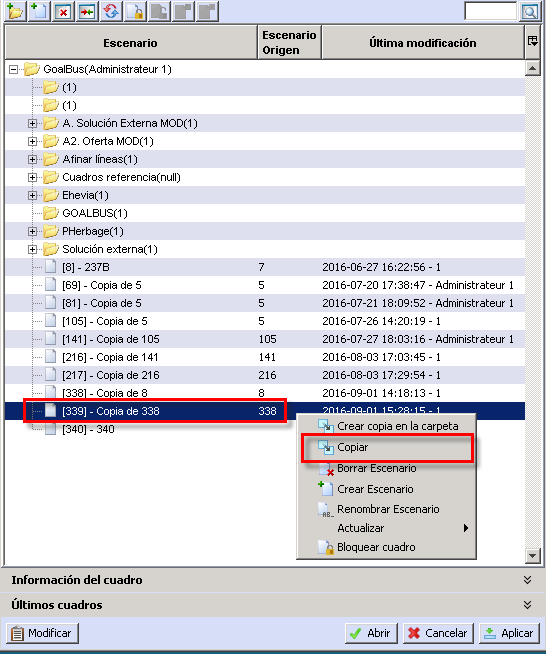 Escenario Escenario Origen Última modificación
GoalBus(Administrateur 1)
(1)
(1)
A. Solución Externa MOD(1)
A2. Oferta MOD(1)
Afinar líneas(1)
Cuadros referencia(null)
Ehevia(1)
GOALBUS(1)
PHerbage(1)
Solución externa(1)
[8] - 237B 7 2016-06-27 16:22:56 - 1
[69] - Copia de 5 5 2016-07-20 17:38:47 - Administrateur 1
[81] - Copia de 5 5 2016-07-21 18:09:52 - Administrateur 1
[105] - Copia de 5 5 2016-07-26 14:20:19 - 1
[141] - Copia de 105 105 2016-07-27 18:03:16 - Administrateur 1
[216] - Copia de 141 141 2016-08-03 17:03:45 - 1
[217] - Copia de 216 216 2016-08-03 17:29:54 - 1
[338] - Copia de 8 8 2016-09-01 14:18:13 - 1
[339] - Copia de 338 338 2016-09-01 15:28:15 - 1
[340] - 340
Crear copia en la carpeta
Copiar
Borrar Escenario
Crear Escenario
Renombrar Escenario
Actualizar
Bloquear cuadro
Información del cuadro
Últimos cuadros
Modificar Abrir Cancelar Aplicar